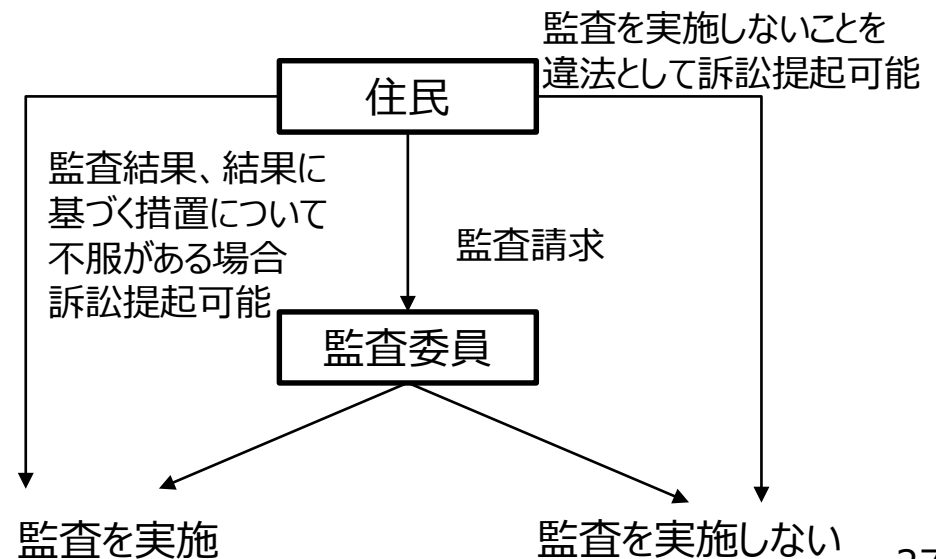 監査を実施しないことを
違法として訴訟提起可能
住民
監査結果、結果に
基づく措置について
不服がある場合
訴訟提起可能
監査請求
監査委員
監査を実施
監査を実施しない